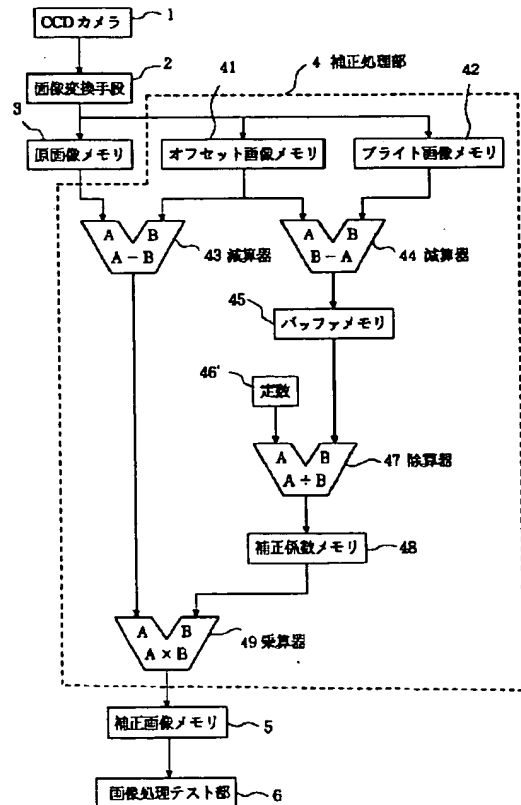 CCDカメラ
1
画像変換手段
2
41
4 補正処理部
42
3
原画像メモリ
オフセット画像メモリ
ブライト画像メモリ
A B
A − B
43 減算器
A B
B − A
44 減算器
45
バッファメモリ
46'
定数
A B
A ÷ B
47 除算器
補正係数メモリ
48
A B
A × B
49 乗算器
補正画像メモリ
5
画像処理テスト部
6